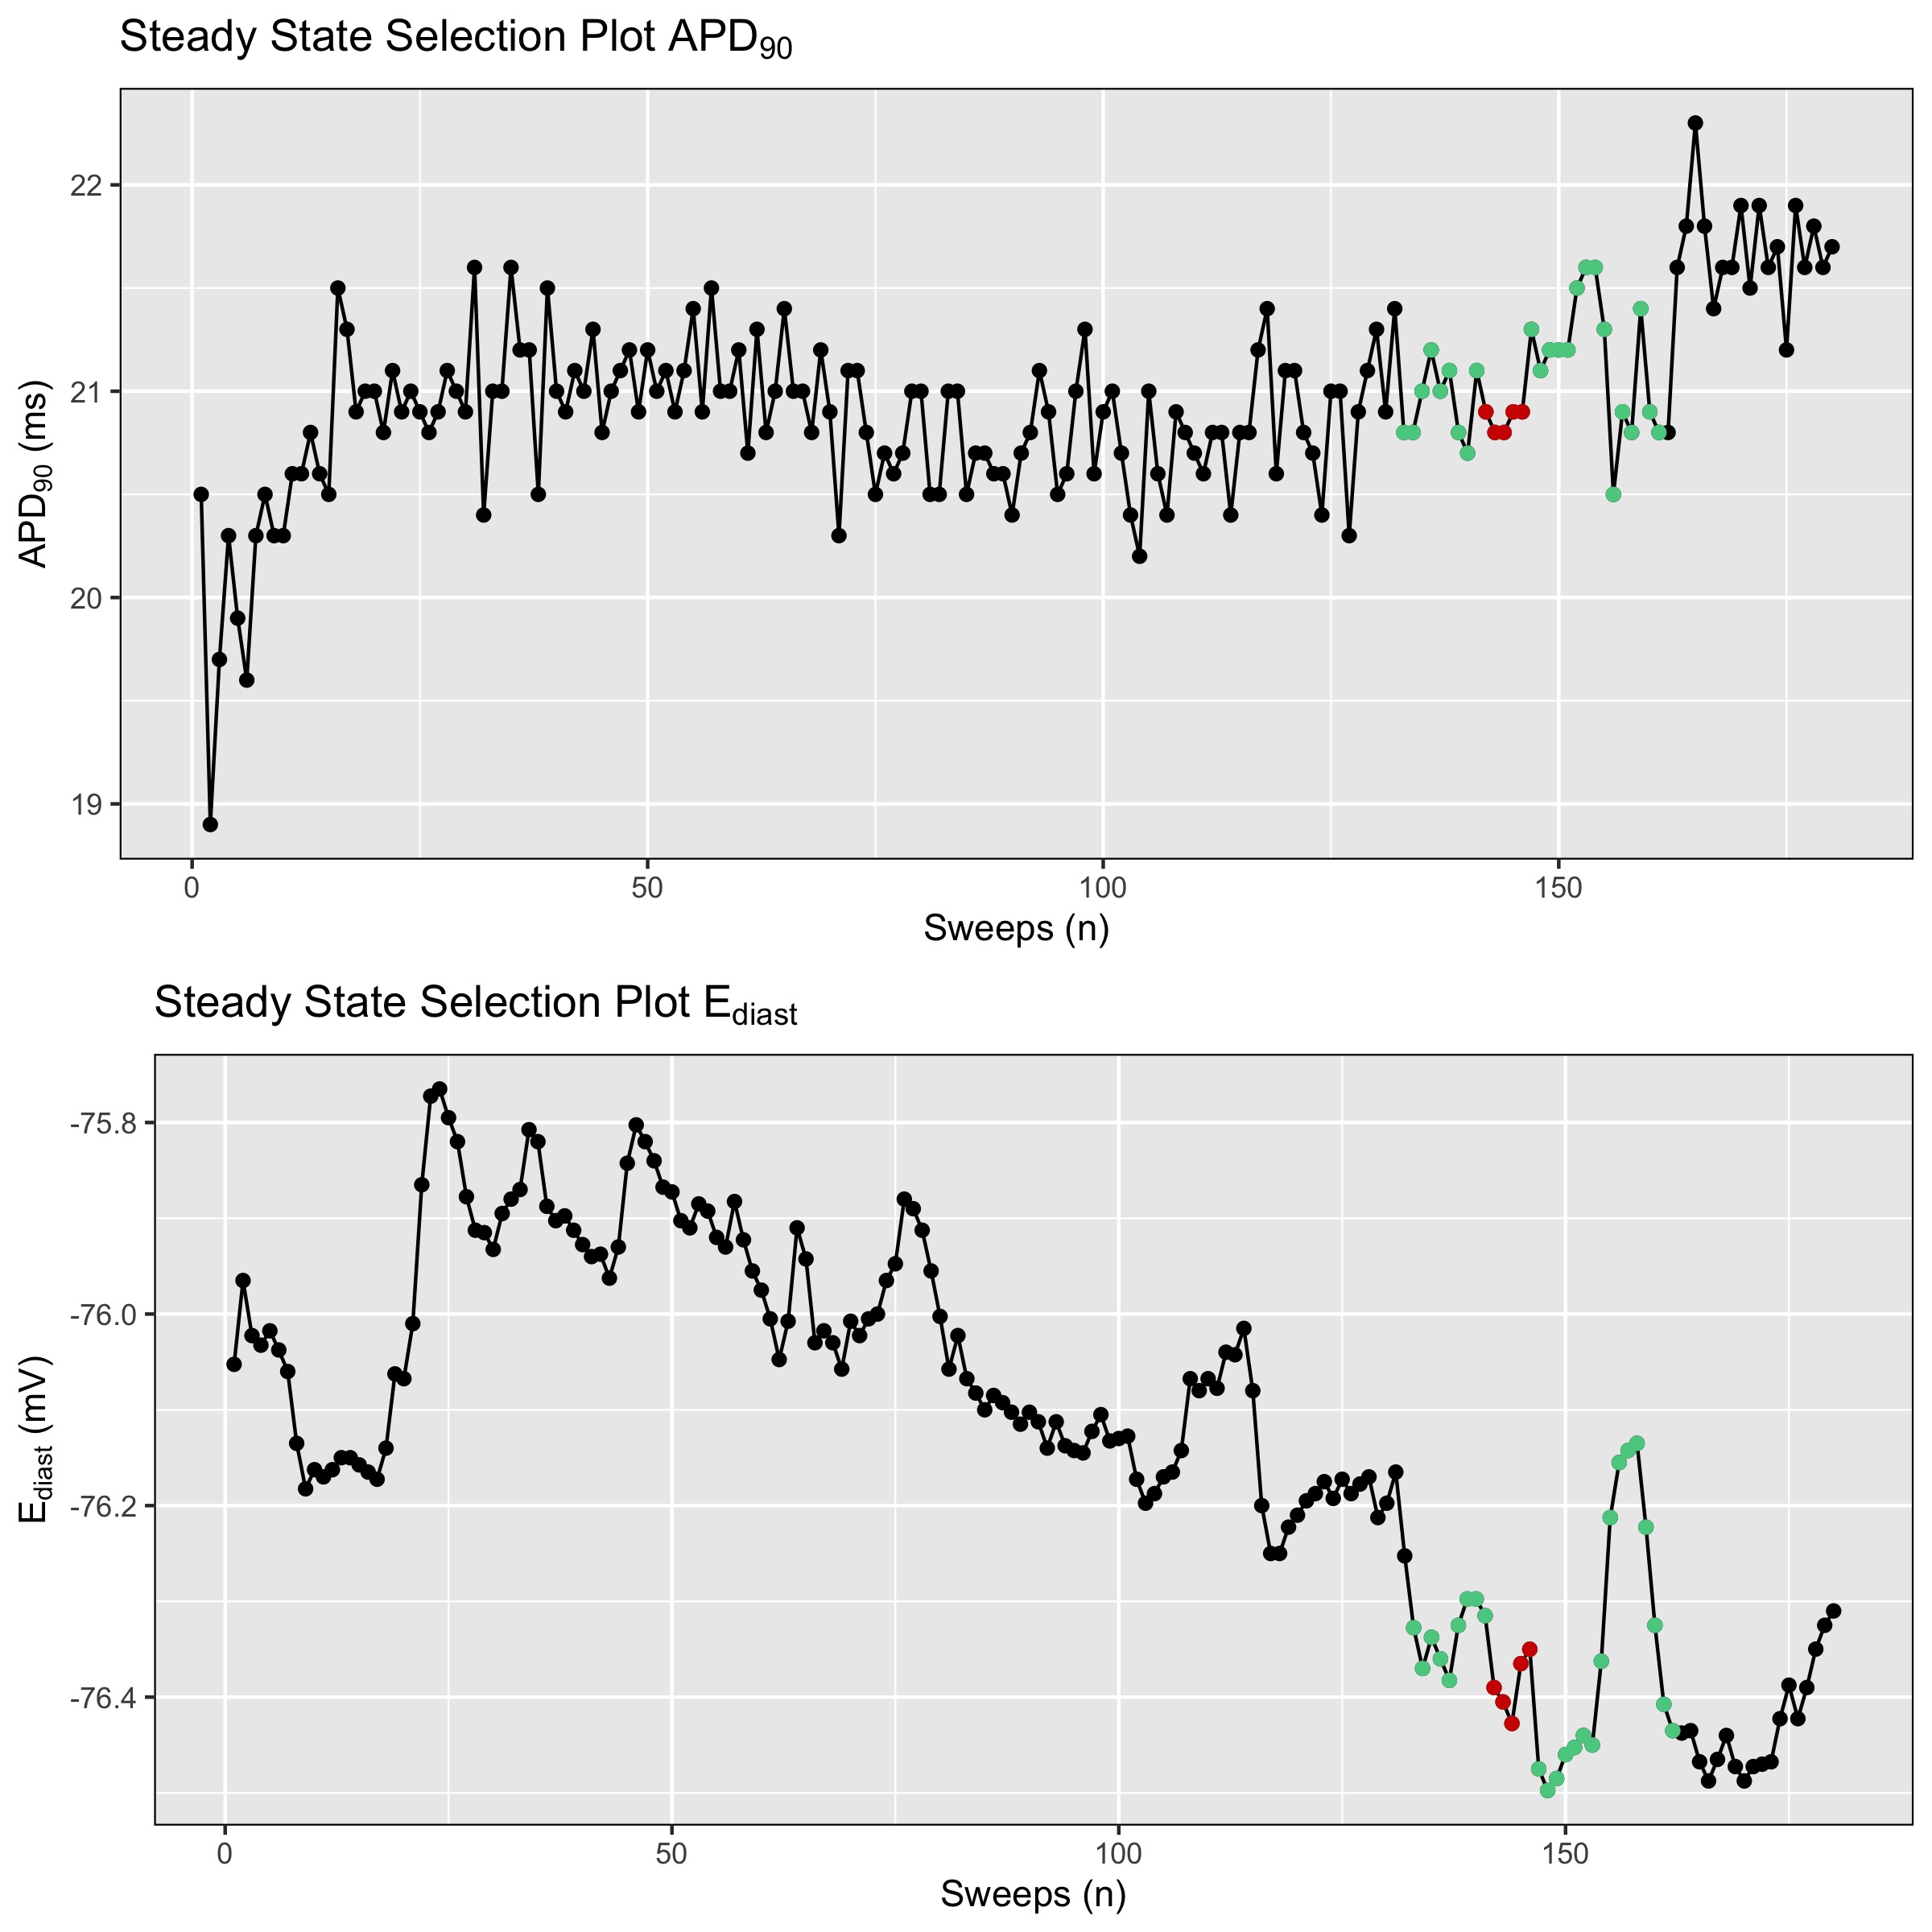 Steady State Selection Plot APD90
22
21
20
19
APD90 (ms)
0 50 100 150
Sweeps (n)
Steady State Selection Plot Ediast
-75.8
-76.0
-76.2
-76.4
Ediast (mV)
0 50 100 150
Sweeps (n)